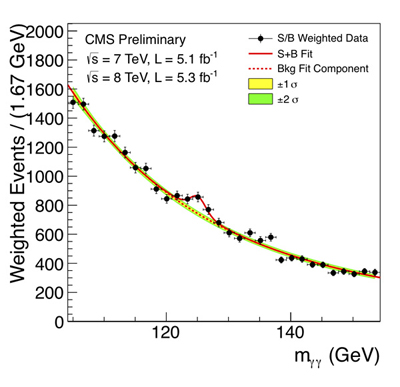 CMS Preliminary
√s = 7 TeV, L = 5.1 fb⁻¹
√s = 8 TeV, L = 5.3 fb⁻¹
S/B Weighted Data
S+B Fit
Bkg Fit Component
±1 σ
±2 σ
Weighted Events / (1.67 GeV)
2000
1800
1600
1400
1200
1000
800
600
400
200
0
120
140
mγγ (GeV)